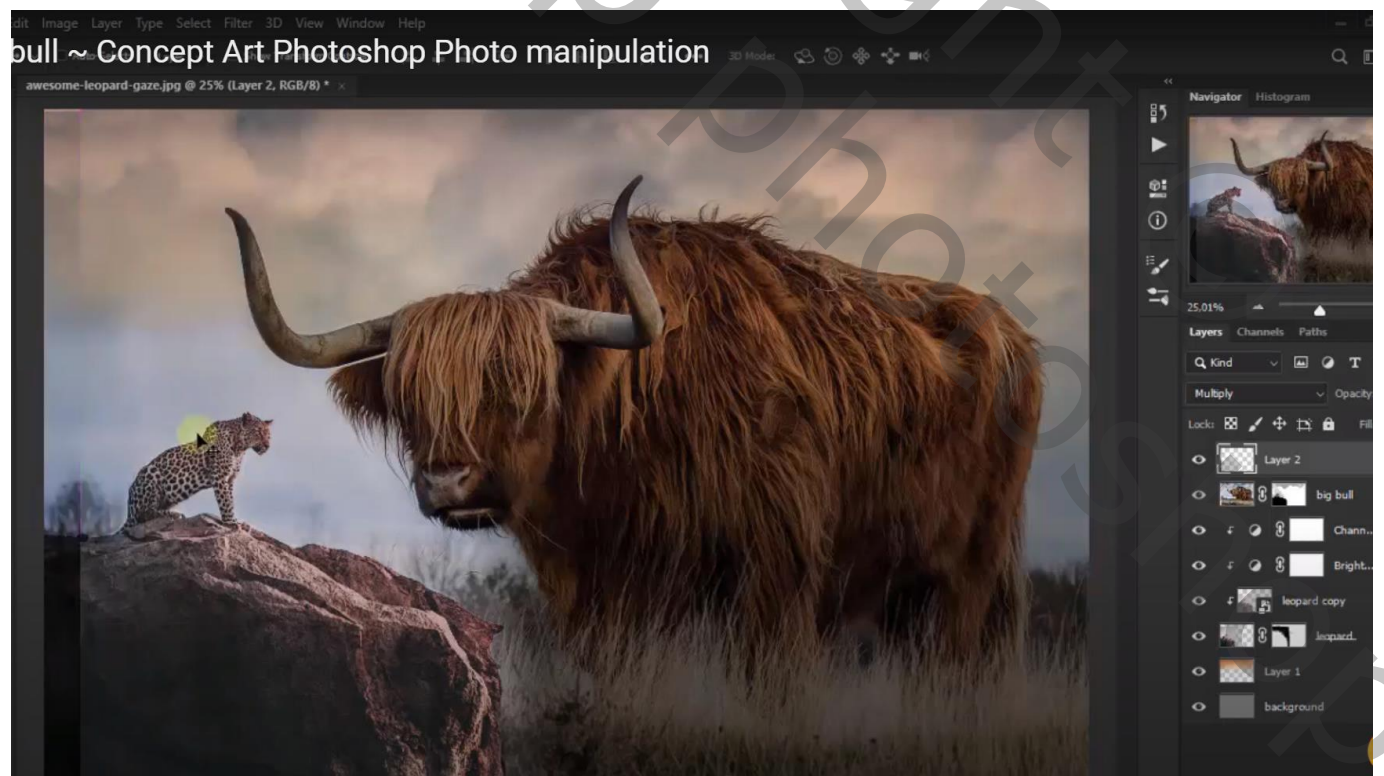 dit Image Layer Type Select Filter 3D View Window Help
bull ~ Concept Art Photoshop Photo manipulation
3D Mode:
awesome-leopard-gaze.jpg @ 25% (Layer 2, RGB/8) * ×
Navigator Histogram
25,01%
Layers Channels Paths
Kind
Multiply Opacity
Lock: Fill
Layer 2
big bull
Chann...
Bright...
leopard copy
leopard..
Layer 1
background
photoshop